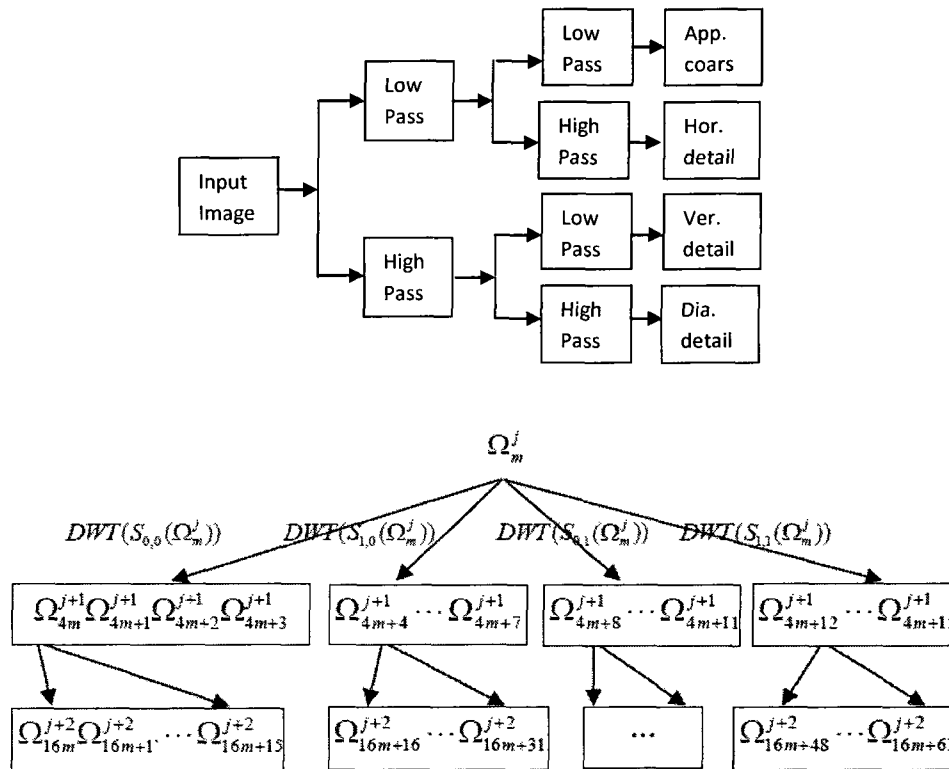 Low
Pass
App.
coars
Low
Pass
High
Pass
Hor.
detail
Input
Image
Low
Pass
Ver.
detail
High
Pass
High
Pass
Dia.
detail
Ω_m^j
DWT(S_{0,0}(Ω_m^j)) DWT(S_{1,0}(Ω_m^j)) DWT(S_{0,1}(Ω_m^j)) DWT(S_{1,1}(Ω_m^j))
Ω_{4m}^{j+1} Ω_{4m+1}^{j+1} Ω_{4m+2}^{j+1} Ω_{4m+3}^{j+1}
Ω_{4m+4}^{j+1} ··· Ω_{4m+7}^{j+1}
Ω_{4m+8}^{j+1} ··· Ω_{4m+11}^{j+1}
Ω_{4m+12}^{j+1} ···
Ω_{16m}^{j+2} Ω_{16m+1}^{j+2} ··· Ω_{16m+15}^{j+2}
Ω_{16m+16}^{j+2} ··· Ω_{16m+31}^{j+2}
···
Ω_{16m+48}^{j+2} ···